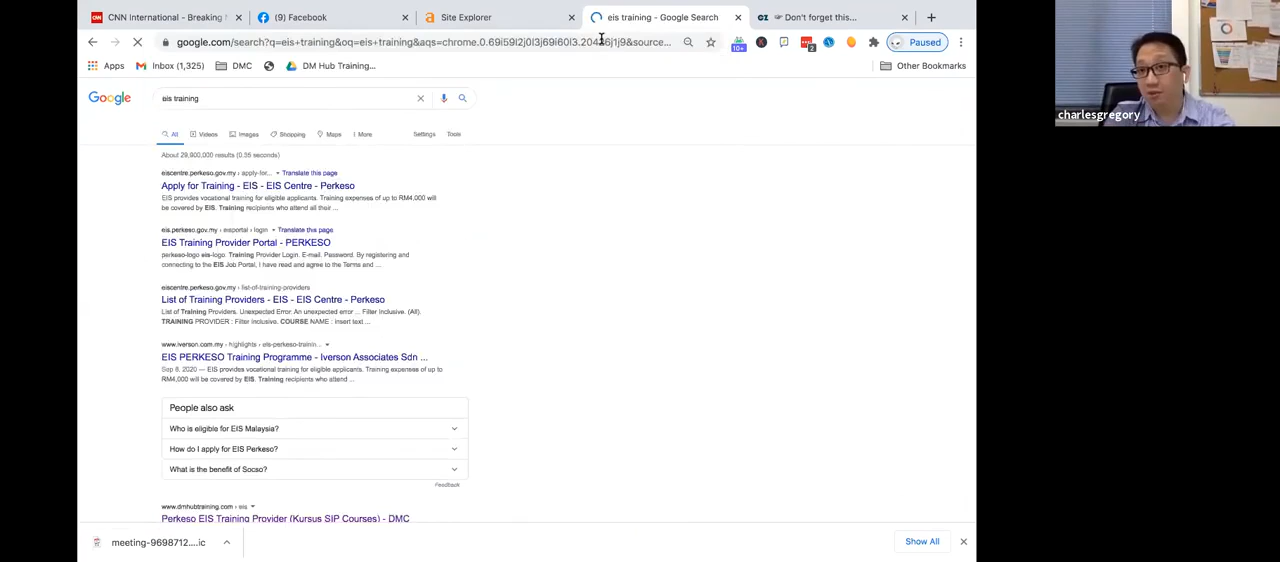 CNN International - Breaking
(9) Facebook
Site Explorer
eis training - Google Search
Don't forget this...
google.com/search?q=eis+training&oq=eis+training&aqs=chrome.0.69i59l2j0l3j69i60l3.2046j1j9&source...
10+
2
Paused
Apps
Inbox (1,325)
DMC
DM Hub Training...
Other Bookmarks
charlesgregory
Google
eis training
All
Videos
Images
Shopping
Maps
More
Settings
Tools
About 29,900,000 results (0.55 seconds)
eiscentre.perkeso.gov.my › apply-for... Translate this page
Apply for Training - EIS - EIS Centre - Perkeso
EIS provides vocational training for eligible applicants. Training expenses of up to RM4,000 will
be covered by EIS. Training recipients who attend all their ...
eis.perkeso.gov.my › eisportal › login Translate this page
EIS Training Provider Portal - PERKESO
perkeso-logo eis-logo. Training Provider Login. E-mail. Password. By registering and
connecting to the EIS Job Portal, I have read and agree to the Terms and ...
eiscentre.perkeso.gov.my › list-of-training-providers
List of Training Providers - EIS - EIS Centre - Perkeso
List of Training Providers. Unexpected Error. An unexpected error ... Filter Inclusive. (All).
TRAINING PROVIDER : Filter inclusive. COURSE NAME : Insert text ...
www.iverson.com.my › highlights › eis-perkeso-trainin...
EIS PERKESO Training Programme - Iverson Associates Sdn ...
Sep 8, 2020 — EIS provides vocational training for eligible applicants. Training expenses of up to
RM4,000 will be covered by EIS. Training recipients who attend ...
People also ask
Who is eligible for EIS Malaysia?
How do I apply for EIS Perkeso?
What is the benefit of Socso?
Feedback
www.dmhubtraining.com › eis
Perkeso EIS Training Provider (Kursus SIP Courses) - DMC
meeting-9698712....ic
Show All